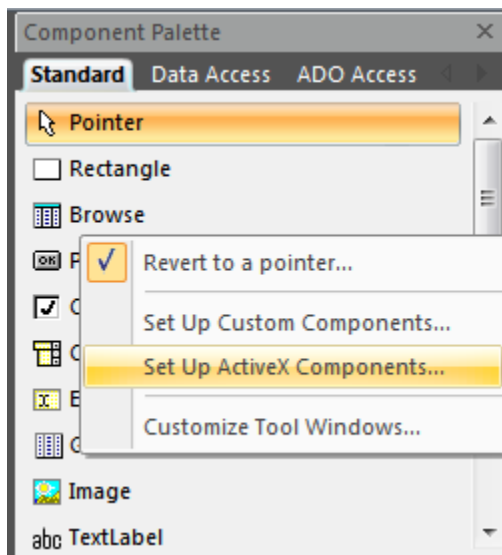 Component Palette
Standard Data Access ADO Access
Pointer
Rectangle
Browse
Revert to a pointer...
Set Up Custom Components...
Set Up ActiveX Components...
Customize Tool Windows...
Image
abc TextLabel